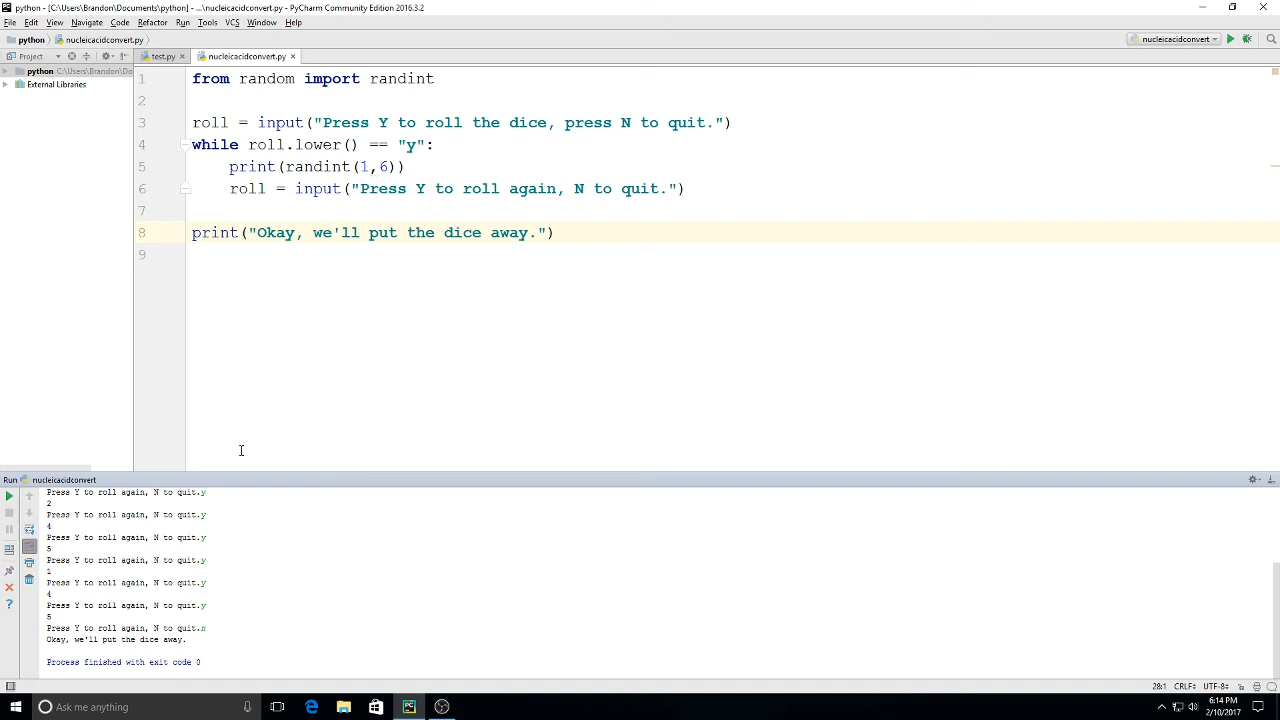 python - [C:\Users\Brandon\Documents\python] - ...\nucleicacidconvert.py - PyCharm Community Edition 2016.3.2
File Edit View Navigate Code Refactor Run Tools VCS Window Help
python nucleicacidconvert.py nucleicacidconvert
Project test.py nucleicacidconvert.py
python C:\Users\Brandon\Do
External Libraries
1 from random import randint
2
3 roll = input("Press Y to roll the dice, press N to quit.")
4 while roll.lower() == "y":
5 print(randint(1,6))
6 roll = input("Press Y to roll again, N to quit.")
7
8 print("Okay, we'll put the dice away.")
9
Run nucleicacidconvert
Press Y to roll again, N to quit.y
2
Press Y to roll again, N to quit.y
4
Press Y to roll again, N to quit.y
5
Press Y to roll again, N to quit.y
1
Press Y to roll again, N to quit.y
4
Press Y to roll again, N to quit.y
5
Press Y to roll again, N to quit.n
Okay, we'll put the dice away.
Process finished with exit code 0
28:1 CRLF UTF-8
Ask me anything
6:14 PM
2/10/2017